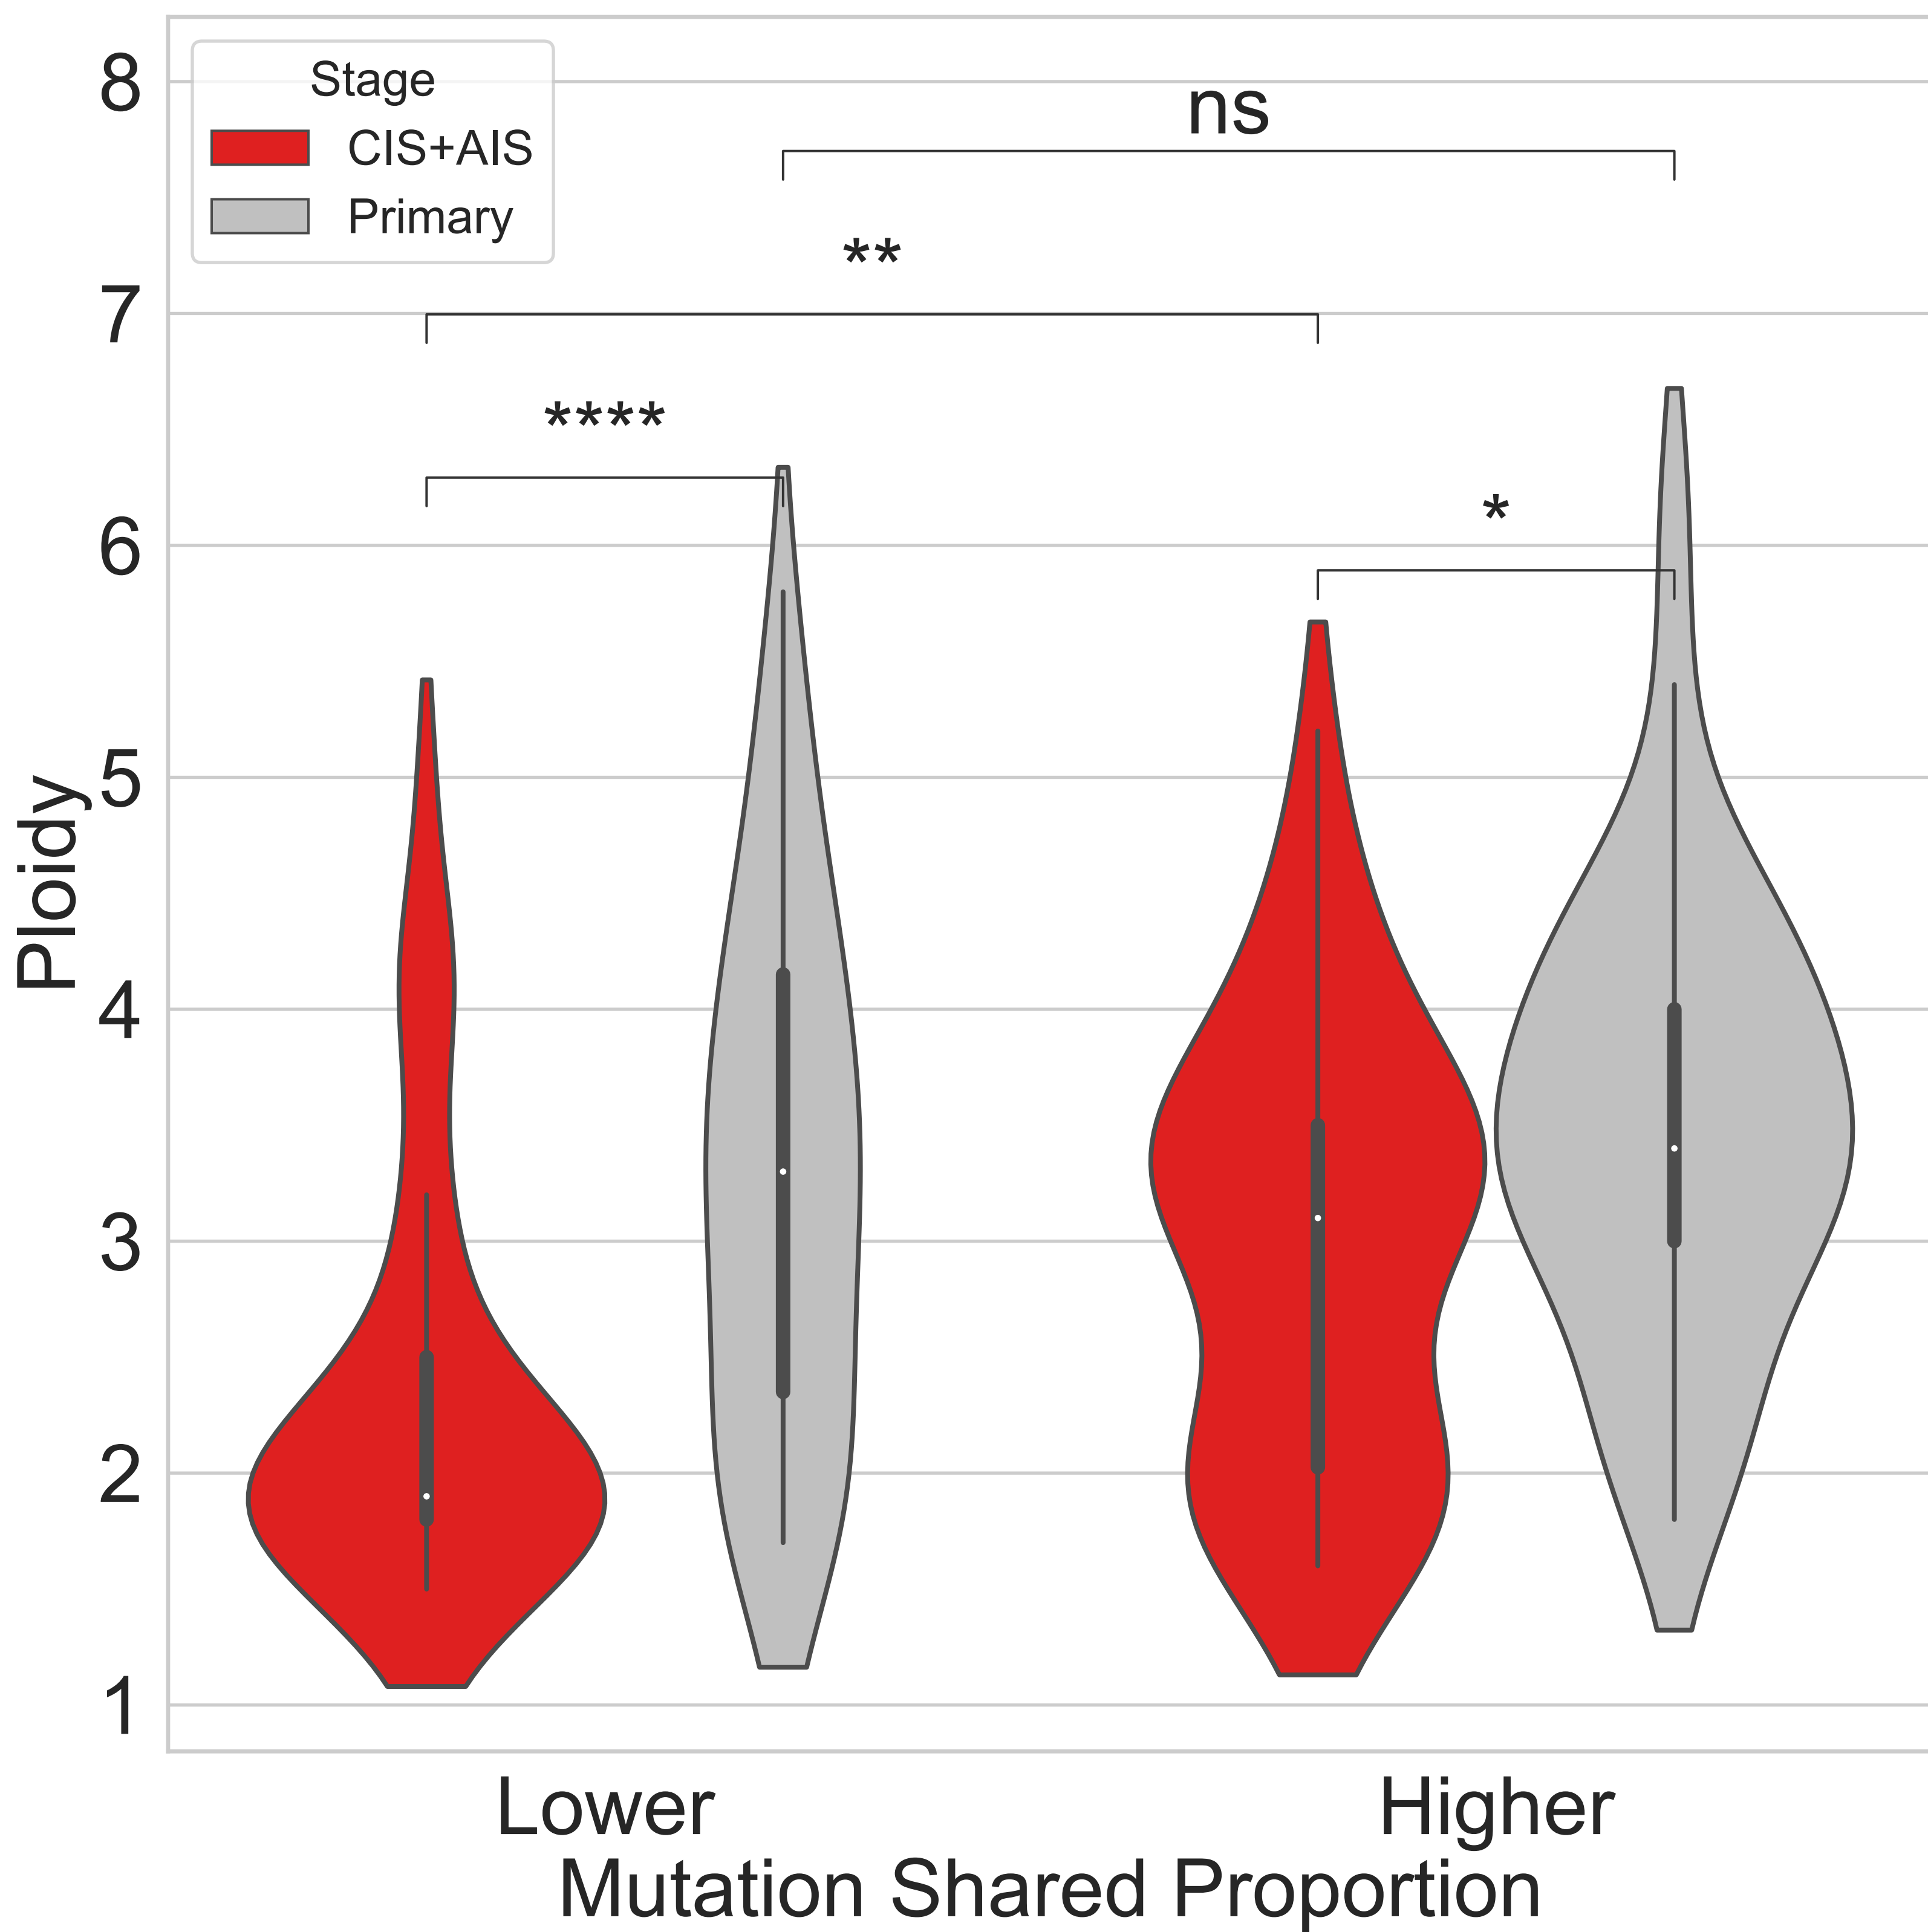 Stage
CIS+AIS
Primary
ns
**
****
*
8
7
6
5
4
3
2
1
Ploidy
Lower
Higher
Mutation Shared Proportion